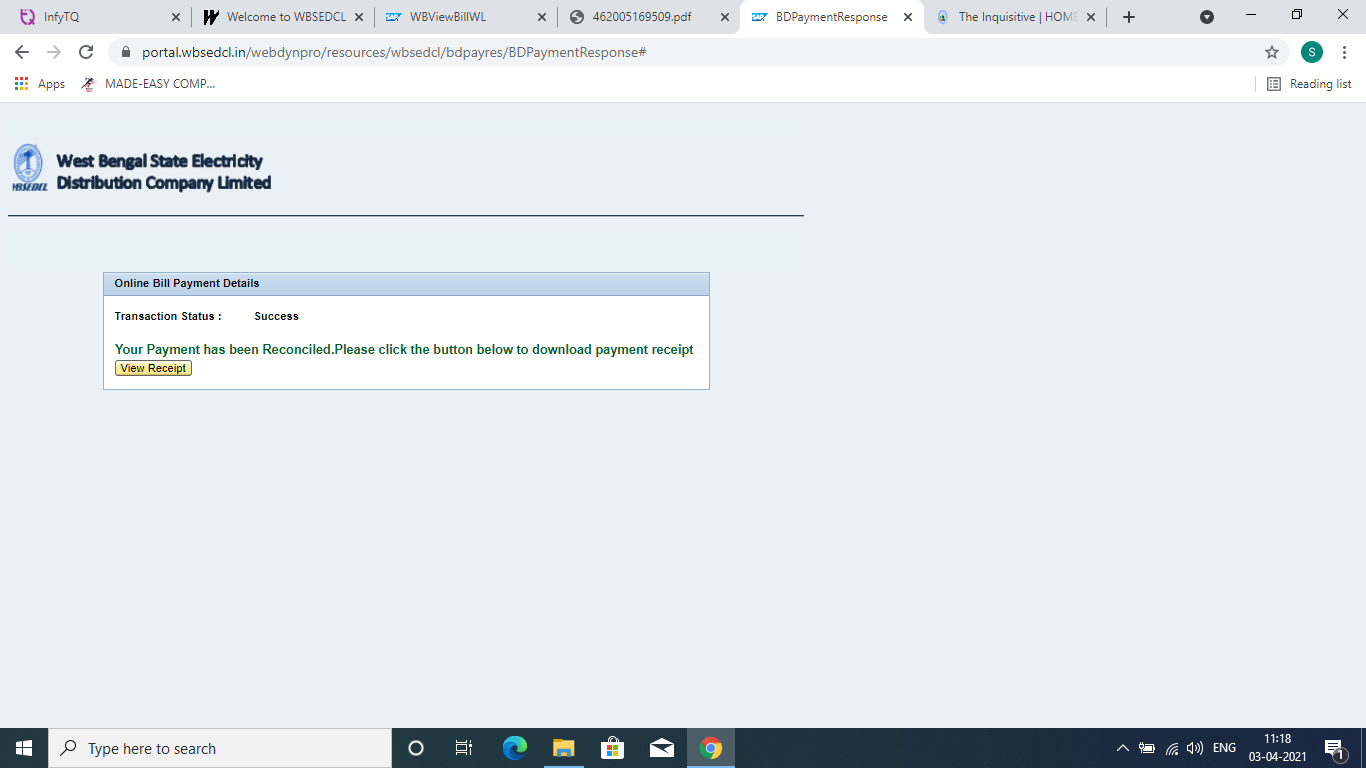 InfyTQ
Welcome to WBSEDCL
WBViewBillWL
462005169509.pdf
BDPaymentResponse
The Inquisitive | HOME
portal.wbsedcl.in/webdynpro/resources/wbsedcl/bdpayres/BDPaymentResponse#
S
Apps
MADE-EASY COMP...
Reading list
WBSEDCL
West Bengal State Electricity
Distribution Company Limited
Online Bill Payment Details
Transaction Status : Success
Your Payment has been Reconciled.Please click the button below to download payment receipt
View Receipt
Type here to search
ENG
11:18
03-04-2021
1